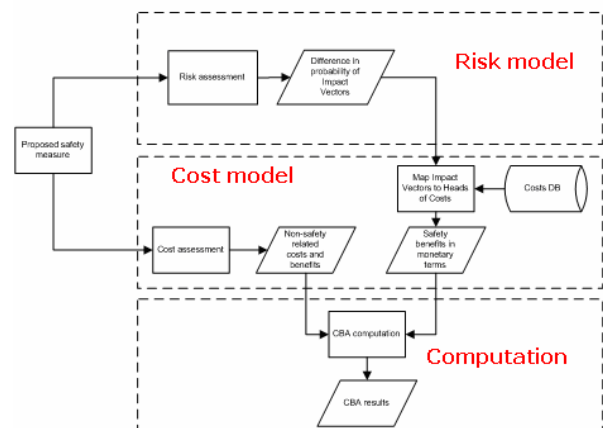 Risk model
Risk assessment
Difference in
probability of
Impact
Vectors
Proposed safety
measure
Cost model
Map Impact
Vectors to Heads
of Costs
Costs DB
Cost assessment
Non-safety
related
costs and
benefits
Safety
benefits in
monetary
terms
CBA computation
Computation
CBA results